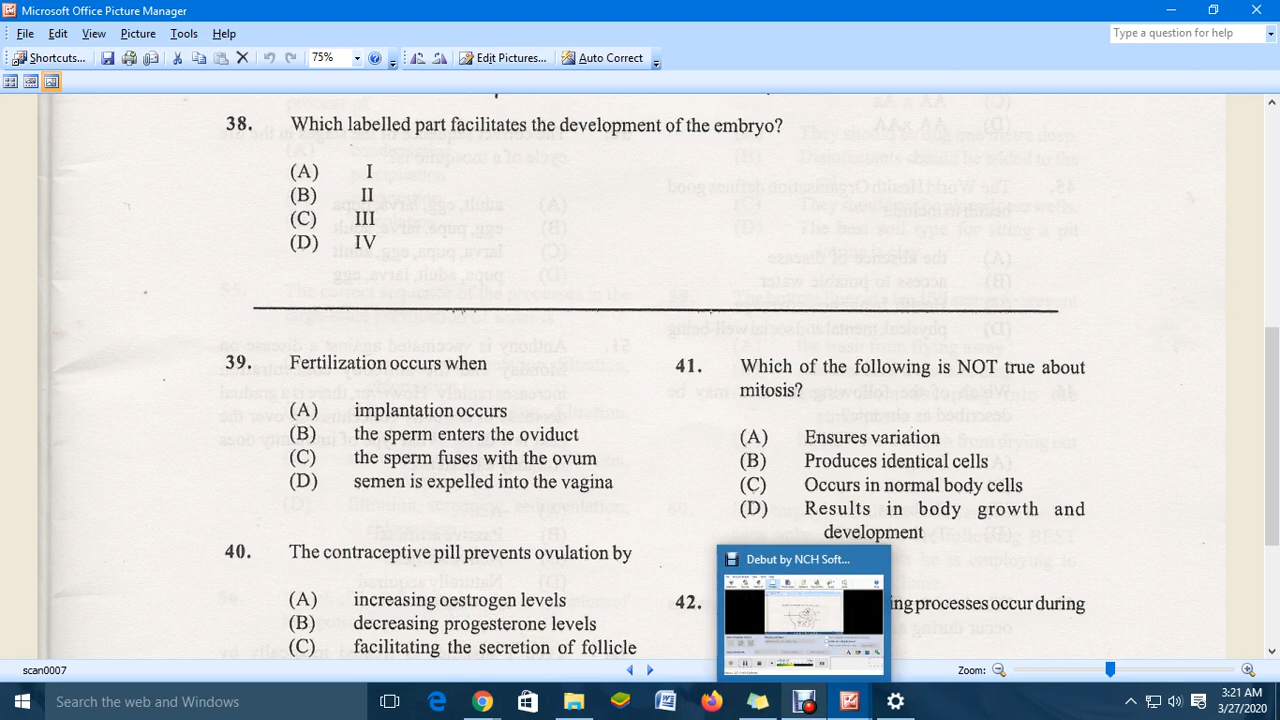 Microsoft Office Picture Manager
File Edit View Picture Tools Help
Type a question for help
Shortcuts... 75% Edit Pictures... Auto Correct
38. Which labelled part facilitates the development of the embryo?
(A) I
(B) II
(C) III
(D) IV
39. Fertilization occurs when
(A) implantation occurs
(B) the sperm enters the oviduct
(C) the sperm fuses with the ovum
(D) semen is expelled into the vagina
40. The contraceptive pill prevents ovulation by
(A) increasing oestrogen levels
(B) decreasing progesterone levels
(C) facilitating the secretion of follicle
41. Which of the following is NOT true about
mitosis?
(A) Ensures variation
(B) Produces identical cells
(C) Occurs in normal body cells
(D) Results in body growth and
development
Debut by NCH Soft...
42. ing processes occur during
scan0007
Zoom:
Search the web and Windows
3:21 AM
3/27/2020